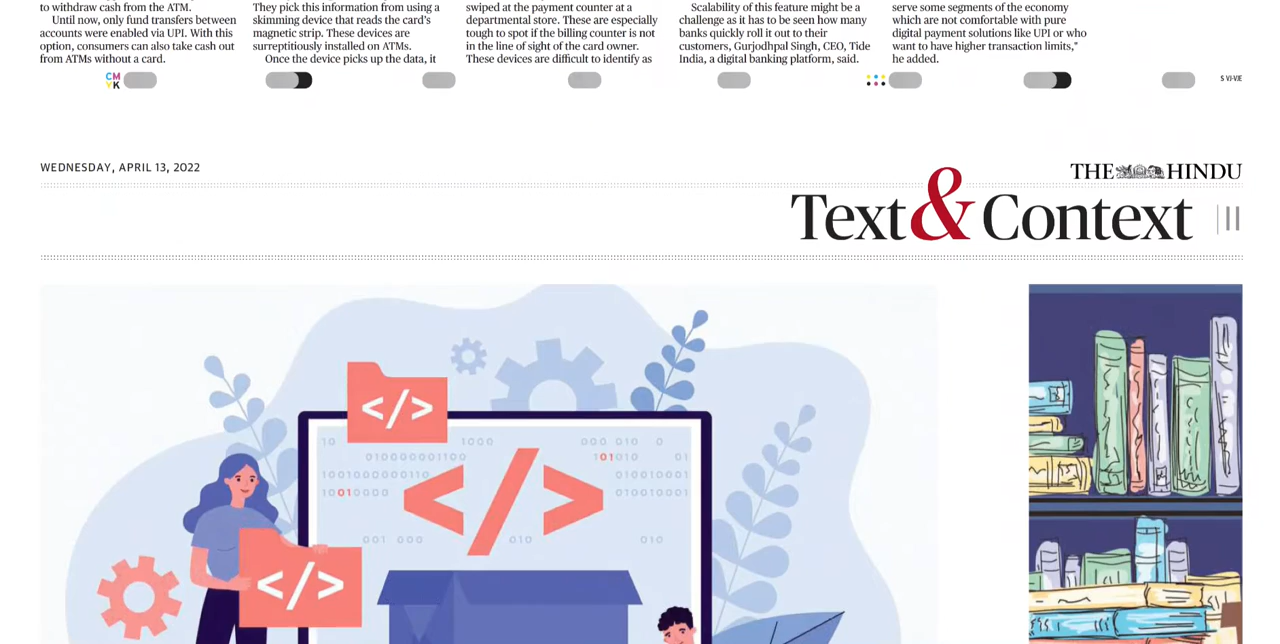 to withdraw cash from the ATM.
Until now, only fund transfers between
accounts were enabled via UPI. With this
option, consumers can also take cash out
from ATMs without a card.
They pick this information from using a
skimming device that reads the card's
magnetic strip. These devices are
surreptitiously installed on ATMs.
Once the device picks up the data, it
swiped at the payment counter at a
departmental store. These are especially
tough to spot if the billing counter is not
in the line of sight of the card owner.
These devices are difficult to identify as
Scalability of this feature might be a
challenge as it has to be seen how many
banks quickly roll it out to their
customers, Gurjodhpal Singh, CEO, Tide
India, a digital banking platform, said.
serve some segments of the economy
which are not comfortable with pure
digital payment solutions like UPI or who
want to have higher transaction limits,"
he added.
CM
YK
S VJ-VJE
WEDNESDAY, APRIL 13, 2022
THE HINDU
Text&Context
</>
10 1000 000 010 0
010000001100 101010 01
1001000000110 010010001
10010000 010010001
</>
001 000 010 010
</>